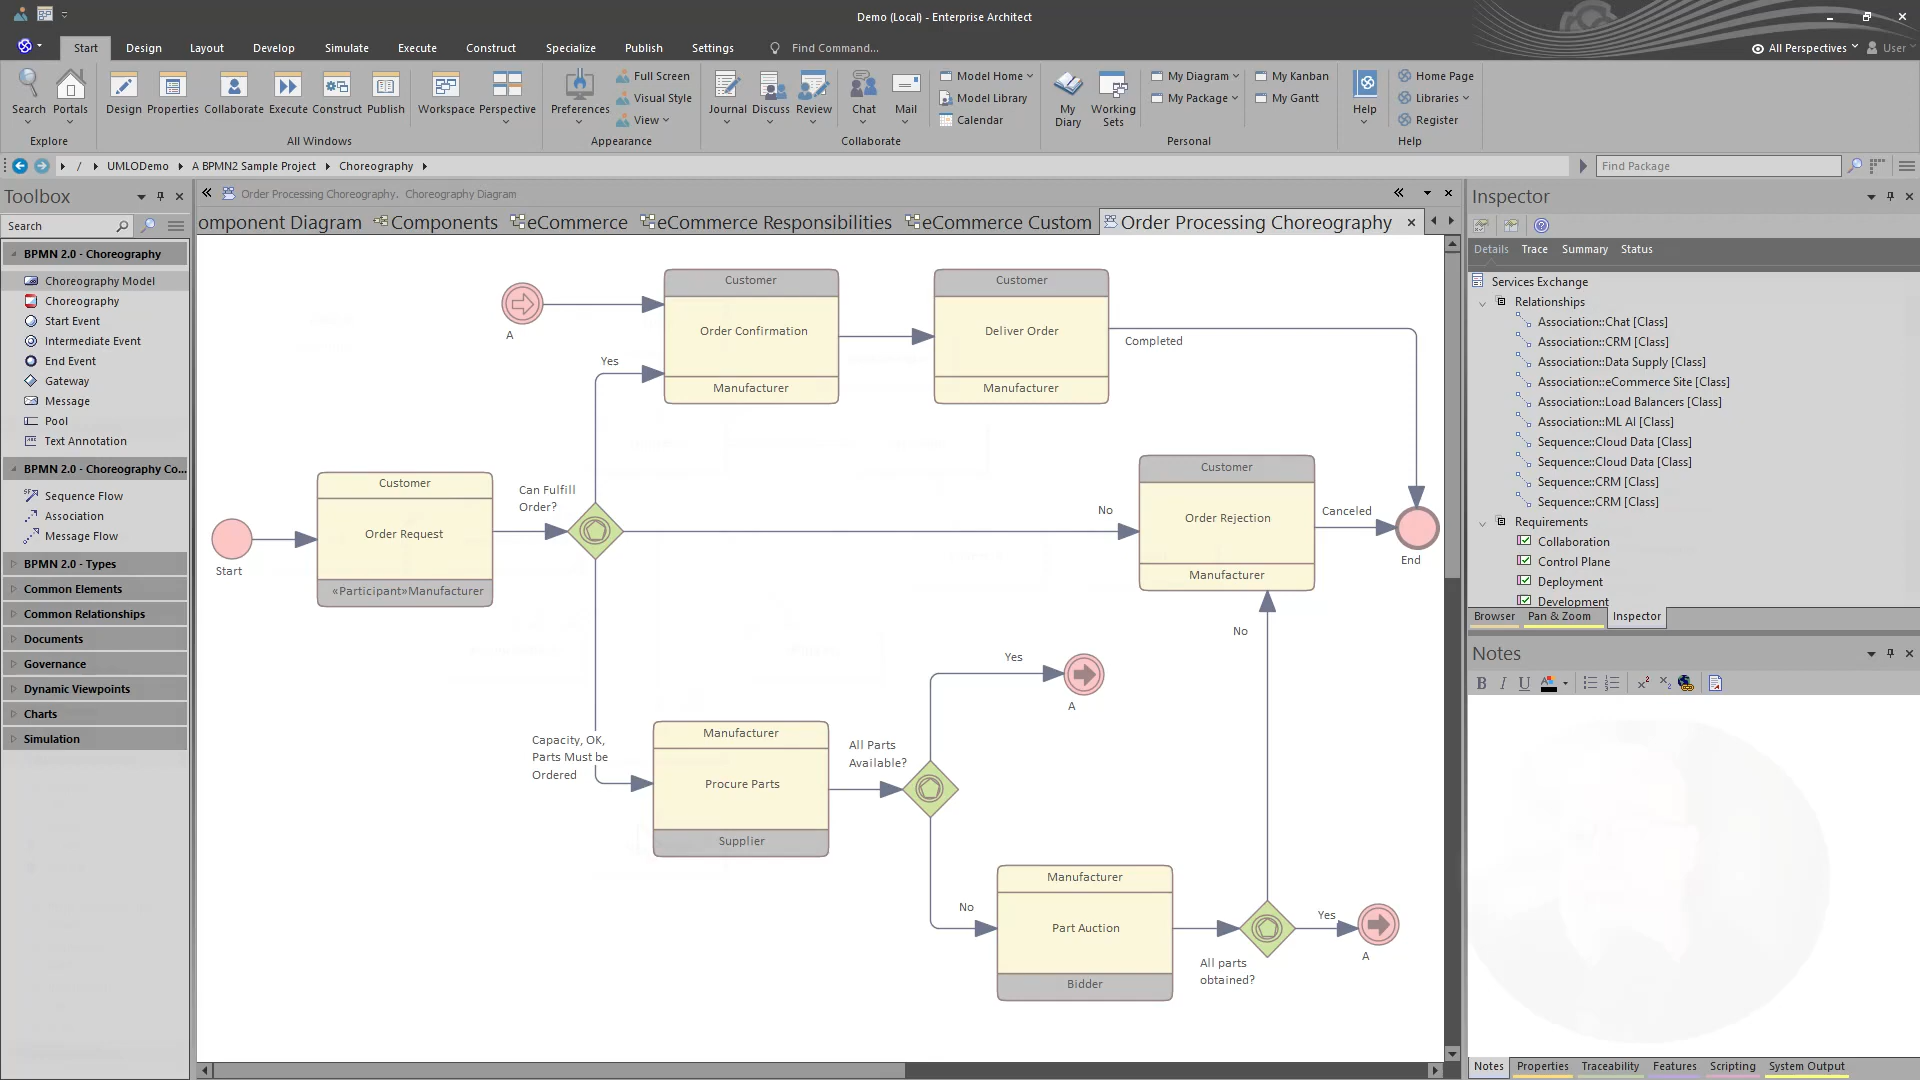 Demo (Local) - Enterprise Architect
Start Design Layout Develop Simulate Execute Construct Specialize Publish Settings Find Command... All Perspectives User
Search Portals Design Properties Collaborate Execute Construct Publish Workspace Perspective Preferences Full Screen Visual Style View Journal Discuss Review Chat Mail Model Home Model Library Calendar My Diary Working Sets My Diagram My Package My Kanban My Gantt Help Home Page Libraries Register
Explore All Windows Appearance Collaborate Personal Help
/ UMLODemo A BPMN2 Sample Project Choreography Find Package
Toolbox
Search
BPMN 2.0 - Choreography
Choreography Model
Choreography
Start Event
Intermediate Event
End Event
Gateway
Message
Pool
Text Annotation
BPMN 2.0 - Choreography Co...
Sequence Flow
Association
Message Flow
BPMN 2.0 - Types
Common Elements
Common Relationships
Documents
Governance
Dynamic Viewpoints
Charts
Simulation
Order Processing Choreography. Choreography Diagram
omponent Diagram Components eCommerce eCommerce Responsibilities eCommerce Custom Order Processing Choreography
A
Customer
Order Confirmation
Manufacturer
Customer
Deliver Order
Manufacturer
Completed
Yes
Start
Customer
Order Request
«Participant»Manufacturer
Can Fulfill
Order?
No
Customer
Order Rejection
Manufacturer
Canceled
End
No
Capacity, OK,
Parts Must be
Ordered
Manufacturer
Procure Parts
Supplier
All Parts
Available?
Yes
A
No
Manufacturer
Part Auction
Bidder
All parts
obtained?
Yes
A
Inspector
Details Trace Summary Status
Services Exchange
Relationships
Association::Chat [Class]
Association::CRM [Class]
Association::Data Supply [Class]
Association::eCommerce Site [Class]
Association::Load Balancers [Class]
Association::ML AI [Class]
Sequence::Cloud Data [Class]
Sequence::Cloud Data [Class]
Sequence::CRM [Class]
Sequence::CRM [Class]
Requirements
Collaboration
Control Plane
Deployment
Development
Browser Pan & Zoom Inspector
Notes
B I U A x² x₂
Notes Properties Traceability Features Scripting System Output